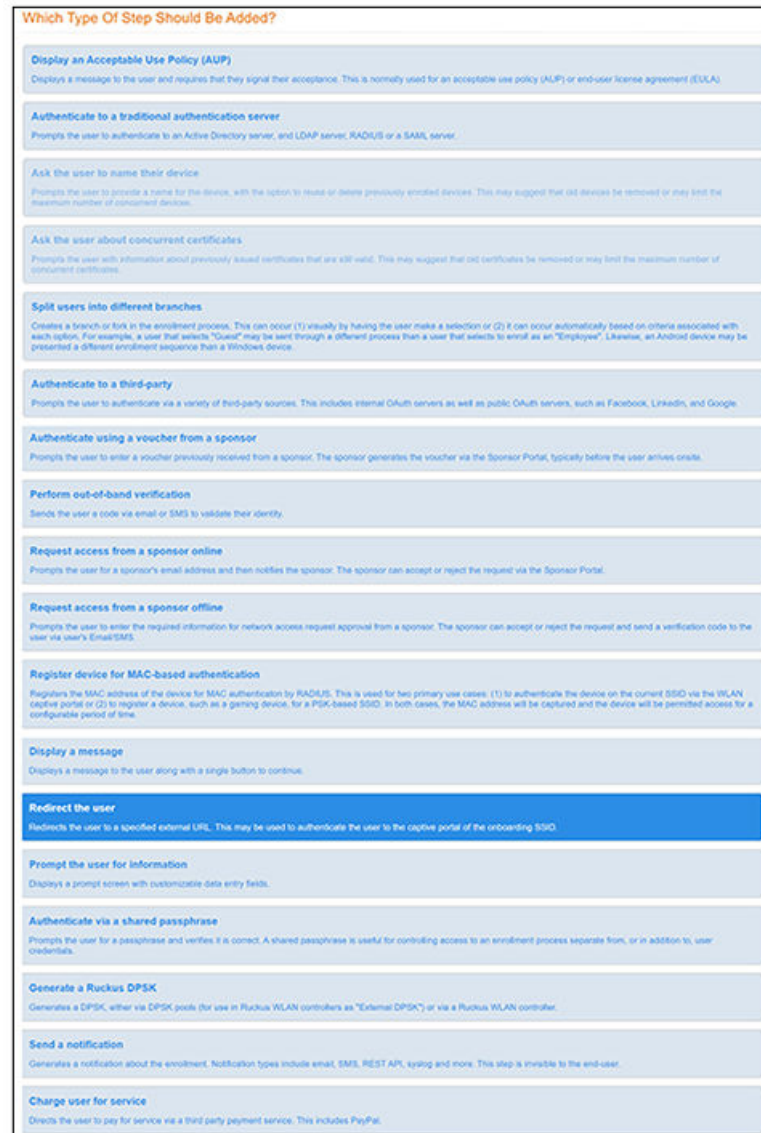 Which Type Of Step Should Be Added?
Display an Acceptable Use Policy (AUP)
Displays a message to the user and requires that they signal their acceptance. This is normally used for an acceptable use policy (AUP) or end-user license agreement (EULA).
Authenticate to a traditional authentication server
Prompts the user to authenticate to an Active Directory server, and LDAP server, RADIUS or a SAML server.
Ask the user to name their device
Prompts the user to provide a name for the device, with the option to reuse or delete previously enrolled devices. This may suggest that old devices be removed or may limit the
maximum number of concurrent devices.
Ask the user about concurrent certificates
Prompts the user with information about previously issued certificates that are still valid. This may suggest that old certificates be removed or may limit the maximum number of
concurrent certificates.
Split users into different branches
Creates a branch or fork in the enrollment process. This can occur (1) visually by having the user make a selection or (2) it can occur automatically based on criteria associated with
each option. For example, a user that selects "Guest" may be sent through a different process than a user that selects to enroll as an "Employee". Likewise, an Android device may be
presented a different enrollment sequence than a Windows device.
Authenticate to a third-party
Prompts the user to authenticate via a variety of third-party sources. This includes internal OAuth servers as well as public OAuth servers, such as Facebook, LinkedIn, and Google.
Authenticate using a voucher from a sponsor
Prompts the user to enter a voucher previously received from a sponsor. The sponsor generates the voucher via the Sponsor Portal, typically before the user arrives onsite.
Perform out-of-band verification
Sends the user a code via email or SMS to validate their identity.
Request access from a sponsor online
Prompts the user for a sponsor's email address and then notifies the sponsor. The sponsor can accept or reject the request via the Sponsor Portal.
Request access from a sponsor offline
Prompts the user to enter the required information for network access request approval from a sponsor. The sponsor can accept or reject the request and send a verification code to the
user via user's Email/SMS
Register device for MAC-based authentication
Registers the MAC address of the device for MAC authentication by RADIUS. This is used for two primary use cases: (1) to authenticate the device on the current SSID via the WLAN
captive portal or (2) to register a device, such as a gaming device, for a PSK-based SSID. In both cases, the MAC address will be captured and the device will be permitted access for a
configurable period of time.
Display a message
Displays a message to the user along with a single button to continue.
Redirect the user
Redirects the user to a specified external URL. This may be used to authenticate the user to the captive portal of the onboarding SSID.
Prompt the user for information
Displays a prompt screen with customizable data entry fields.
Authenticate via a shared passphrase
Prompts the user for a passphrase and verifies it is correct. A shared passphrase is useful for controlling access to an enrollment process separate from, or in addition to, user
credentials.
Generate a Ruckus DPSK
Generates a DPSK, either via DPSK pools (for use in Ruckus WLAN controllers as "External DPSK") or via a Ruckus WLAN controller.
Send a notification
Generates a notification about the enrollment. Notification types include email, SMS, REST API, syslog and more. This step is invisible to the end-user.
Charge user for service
Directs the user to pay for service via a third party payment service. This includes PayPal.